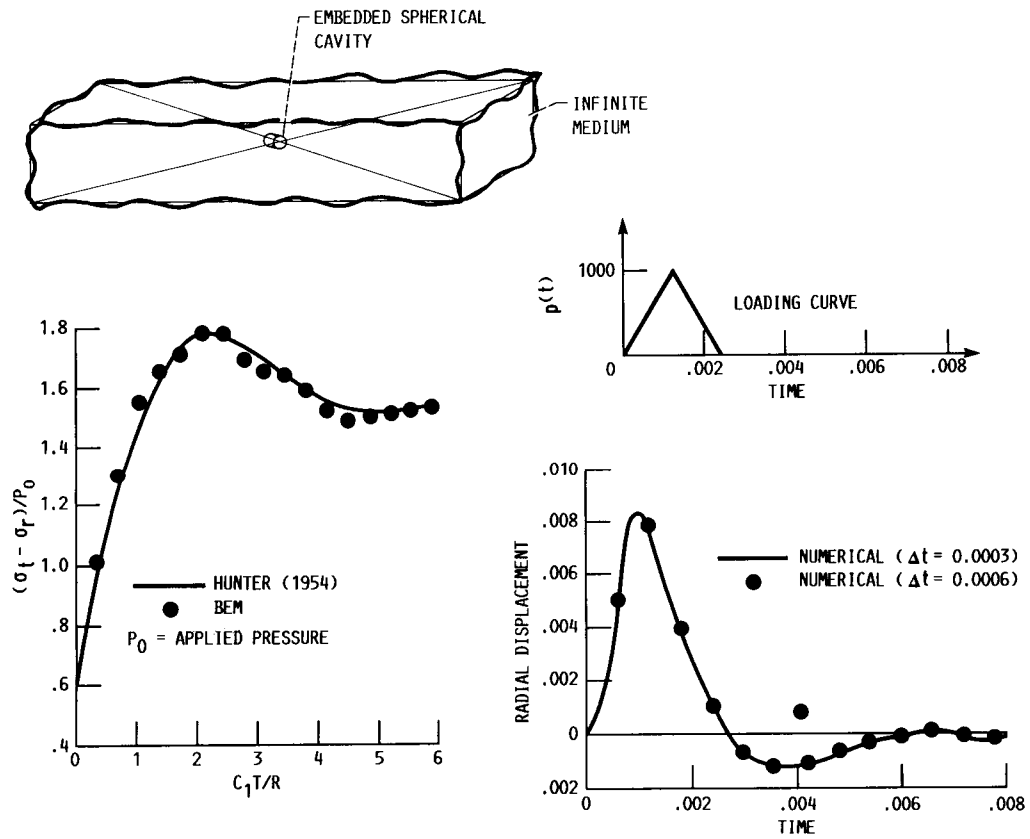 EMBEDDED SPHERICAL
CAVITY
INFINITE
MEDIUM
p(t)
1000
0
.002
.004
.006
.008
TIME
LOADING CURVE
(σt - σr)/P0
1.8
1.6
1.4
1.2
1.0
.8
.6
.4
0
1
2
3
4
5
6
C1T/R
HUNTER (1954)
BEM
P0 = APPLIED PRESSURE
RADIAL DISPLACEMENT
.010
.008
.006
.004
.002
0
.002
0
.002
.004
.006
.008
TIME
NUMERICAL (Δt = 0.0003)
NUMERICAL (Δt = 0.0006)